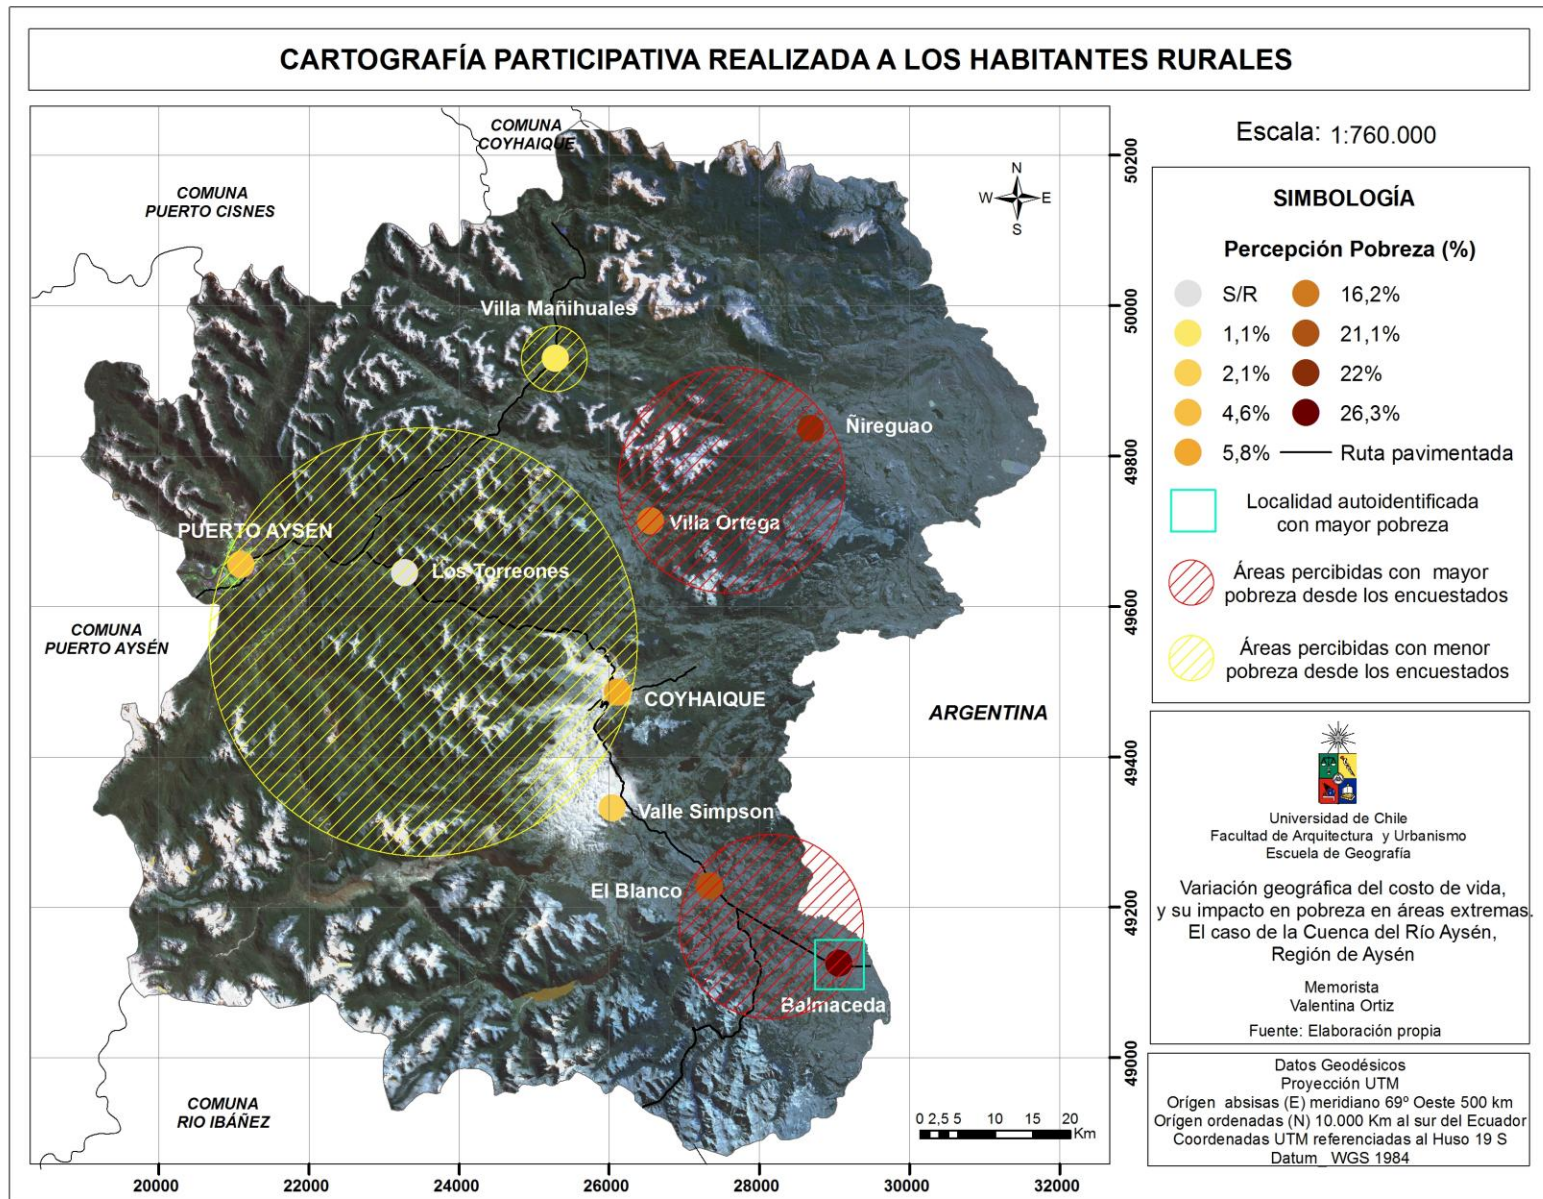 CARTOGRAFÍA PARTICIPATIVA REALIZADA A LOS HABITANTES RURALES
COMUNA
COYHAIQUE
COMUNA
PUERTO CISNES
N
W E
S
Villa Mañihuales
Ñireguao
Villa Ortega
PUERTO AYSÉN
Los Torreones
COMUNA
PUERTO AYSÉN
COYHAIQUE
ARGENTINA
Valle Simpson
El Blanco
Balmaceda
COMUNA
RIO IBÁÑEZ
0 2,5 5 10 15 20
Km
20000 22000 24000 26000 28000 30000 32000
50200
50000
49800
49600
49400
49200
49000
Escala: 1:760.000
SIMBOLOGÍA
Percepción Pobreza (%)
S/R 16,2%
1,1% 21,1%
2,1% 22%
4,6% 26,3%
5,8% Ruta pavimentada
Localidad autoidentificada
con mayor pobreza
Áreas percibidas con mayor
pobreza desde los encuestados
Áreas percibidas con menor
pobreza desde los encuestados
Universidad de Chile
Facultad de Arquitectura y Urbanismo
Escuela de Geografía
Variación geográfica del costo de vida,
y su impacto en pobreza en áreas extremas.
El caso de la Cuenca del Río Aysén,
Región de Aysén
Memorista
Valentina Ortiz
Fuente: Elaboración propia
Datos Geodésicos
Proyección UTM
Orígen absisas (E) meridiano 69º Oeste 500 km
Orígen ordenadas (N) 10.000 Km al sur del Ecuador
Coordenadas UTM referenciadas al Huso 19 S
Datum_ WGS 1984